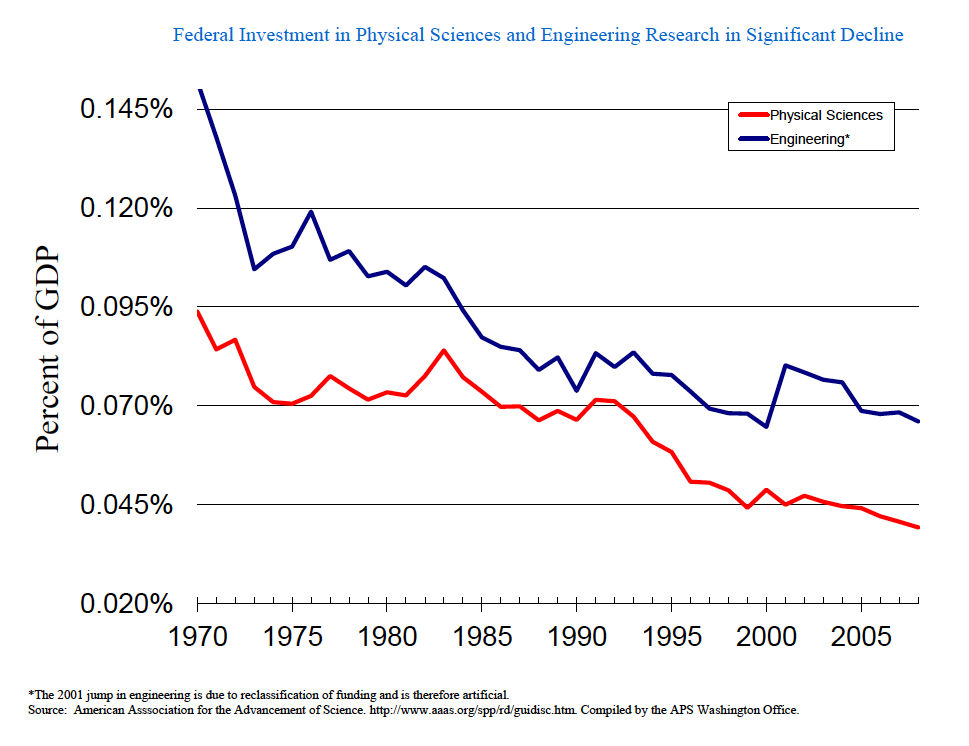 Federal Investment in Physical Sciences and Engineering Research in Significant Decline
0.145%
Physical Sciences
Engineering*
0.120%
Percent of GDP
0.095%
0.070%
0.045%
0.020%
1970 1975 1980 1985 1990 1995 2000 2005
*The 2001 jump in engineering is due to reclassification of funding and is therefore artificial.
Source:  American Asssociation for the Advancement of Science. http://www.aaas.org/spp/rd/guidisc.htm. Compiled by the APS Washington Office.